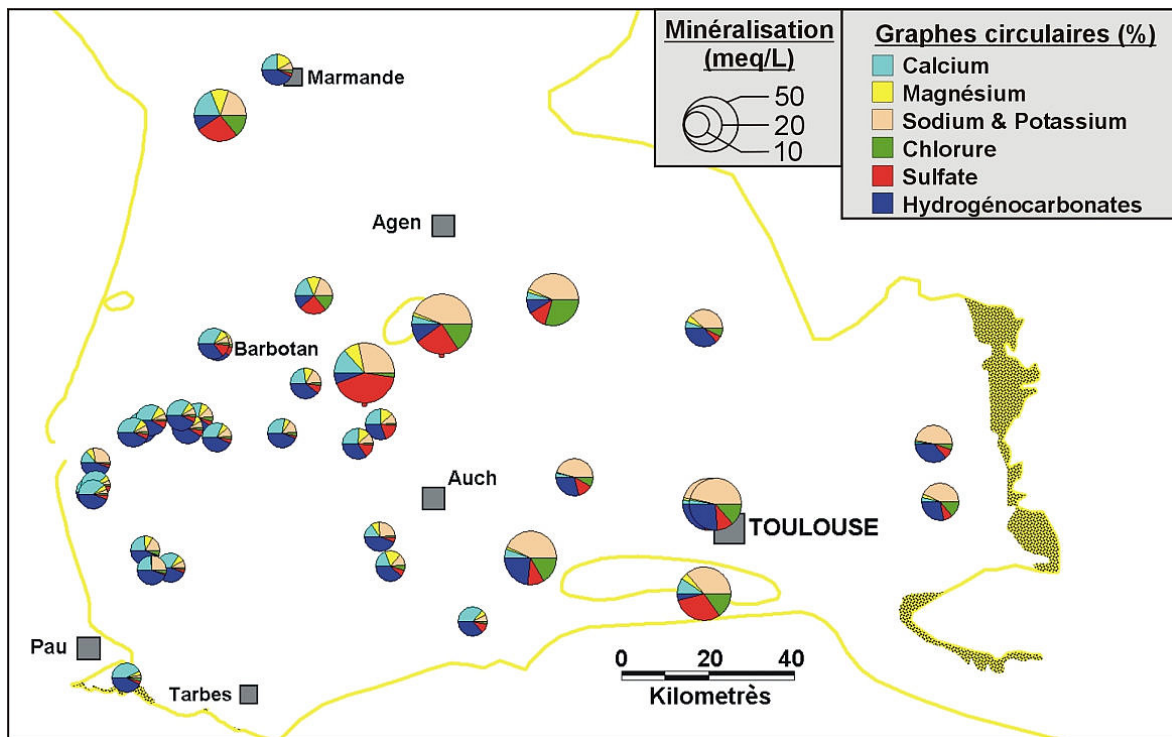 Minéralisation
(meq/L)
50
20
10
Graphes circulaires (%)
Calcium
Magnésium
Sodium & Potassium
Chlorure
Sulfate
Hydrogénocarbonates
Marmande
Agen
Barbotan
Auch
TOULOUSE
Pau
Tarbes
0 20 40
Kilometrès